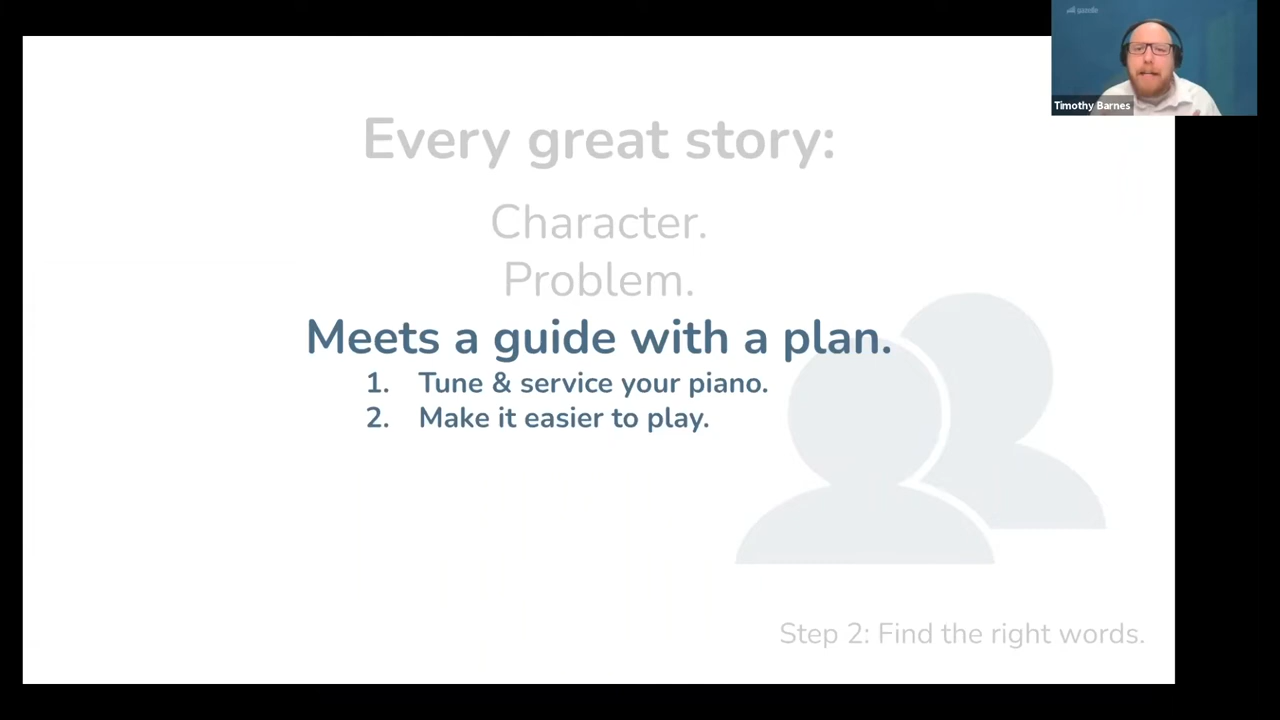 gazelle
Timothy Barnes
Every great story:
Character.
Problem.
Meets a guide with a plan.
1. Tune & service your piano.
2. Make it easier to play.
Step 2: Find the right words.